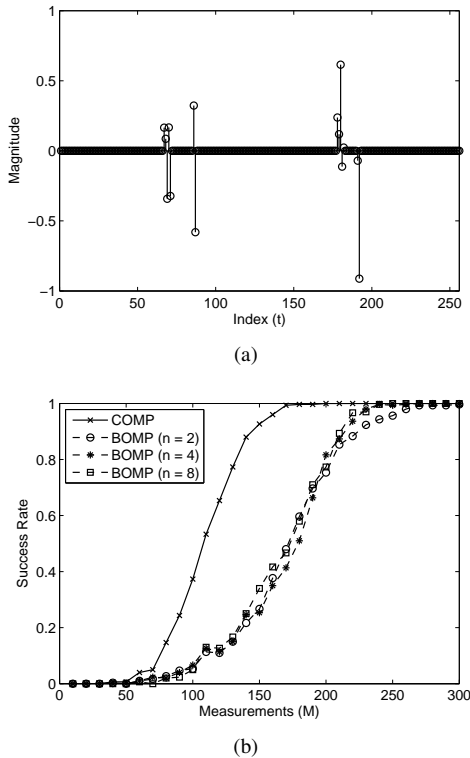 1
0.5
0
−0.5
−1
Magnitude
0 50 100 150 200 250
Index (t)
(a)
1
0.8
0.6
0.4
0.2
0
Success Rate
COMP
BOMP (n = 2)
BOMP (n = 4)
BOMP (n = 8)
0 50 100 150 200 250 300
Measurements (M)
(b)